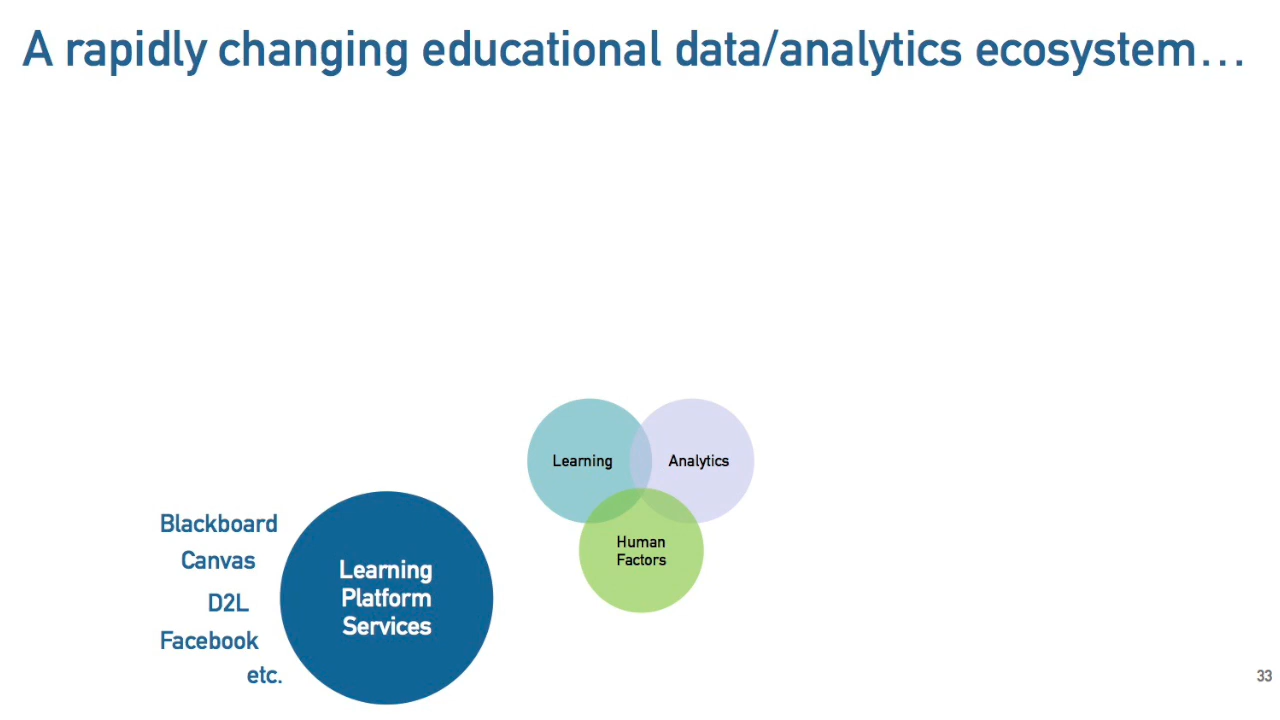 A rapidly changing educational data/analytics ecosystem…
Learning
Analytics
Human
Factors
Blackboard
Canvas
D2L
Facebook
etc.
Learning
Platform
Services
33